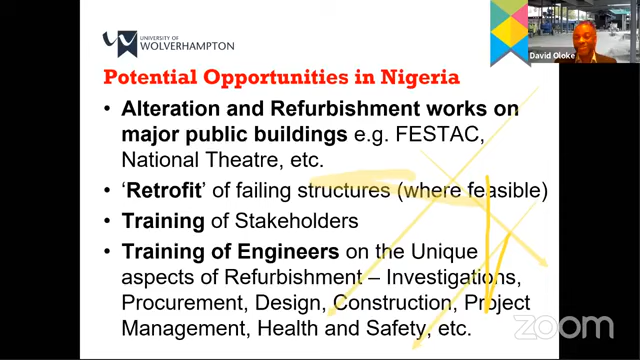 UNIVERSITY OF
WOLVERHAMPTON
David Oloke
Potential Opportunities in Nigeria
• Alteration and Refurbishment works on
major public buildings e.g. FESTAC,
National Theatre, etc.
• ‘Retrofit’ of failing structures (where feasible)
• Training of Stakeholders
• Training of Engineers on the Unique
aspects of Refurbishment – Investigations,
Procurement, Design, Construction, Project
Management, Health and Safety, etc.
zoom